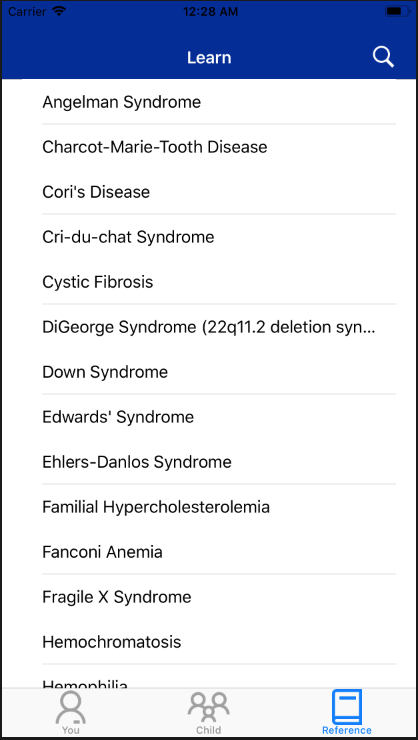 Carrier 12:28 AM
Learn
Angelman Syndrome
Charcot-Marie-Tooth Disease
Cori's Disease
Cri-du-chat Syndrome
Cystic Fibrosis
DiGeorge Syndrome (22q11.2 deletion syn...
Down Syndrome
Edwards' Syndrome
Ehlers-Danlos Syndrome
Familial Hypercholesterolemia
Fanconi Anemia
Fragile X Syndrome
Hemochromatosis
Hemophilia
You Child Reference